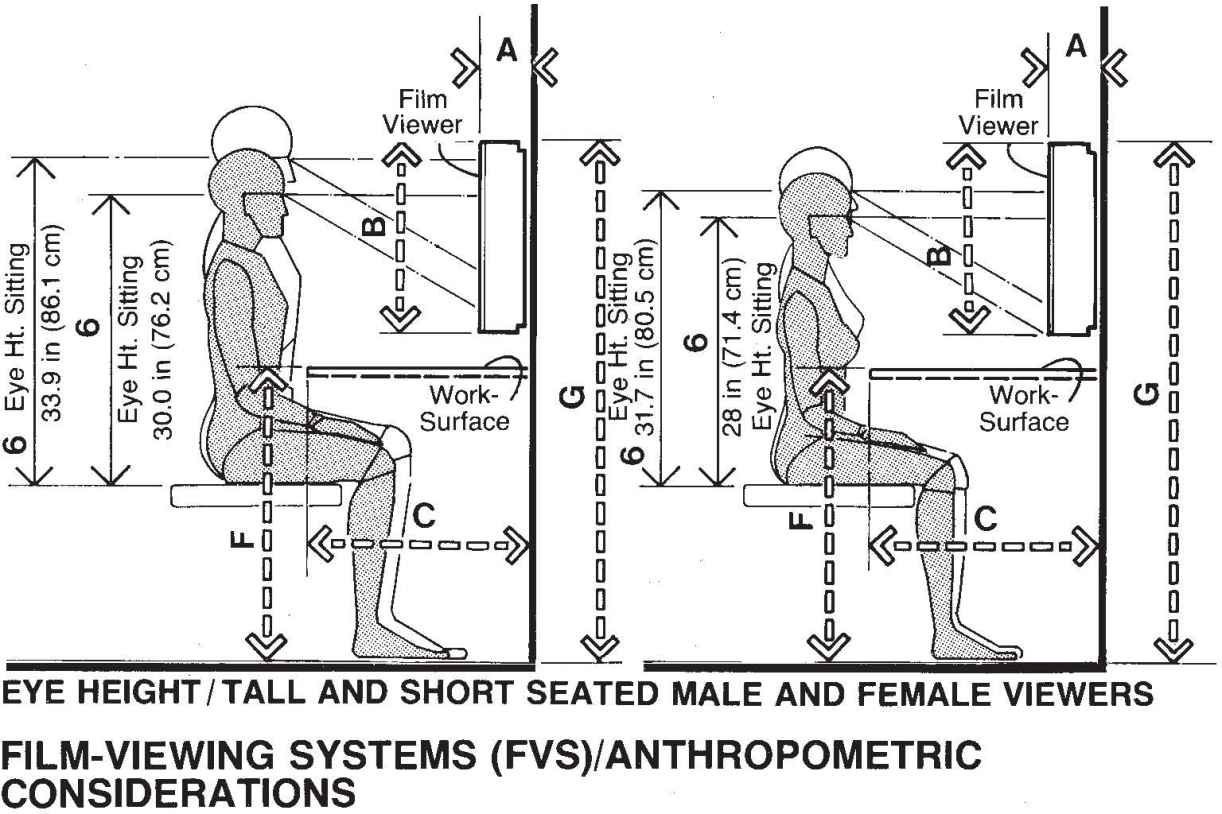 A
Film
Viewer
B
6 Eye Ht. Sitting
33.9 in (86.1 cm)
6
Eye Ht. Sitting
30.0 in (76.2 cm)
Work-
Surface
F
C
G
A
Film
Viewer
B
6 Eye Ht. Sitting
31.7 in (80.5 cm)
6
28 in (71.4 cm)
Eye Ht. Sitting
Work-
Surface
F
C
G
EYE HEIGHT/TALL AND SHORT SEATED MALE AND FEMALE VIEWERS
FILM-VIEWING SYSTEMS (FVS)/ANTHROPOMETRIC
CONSIDERATIONS